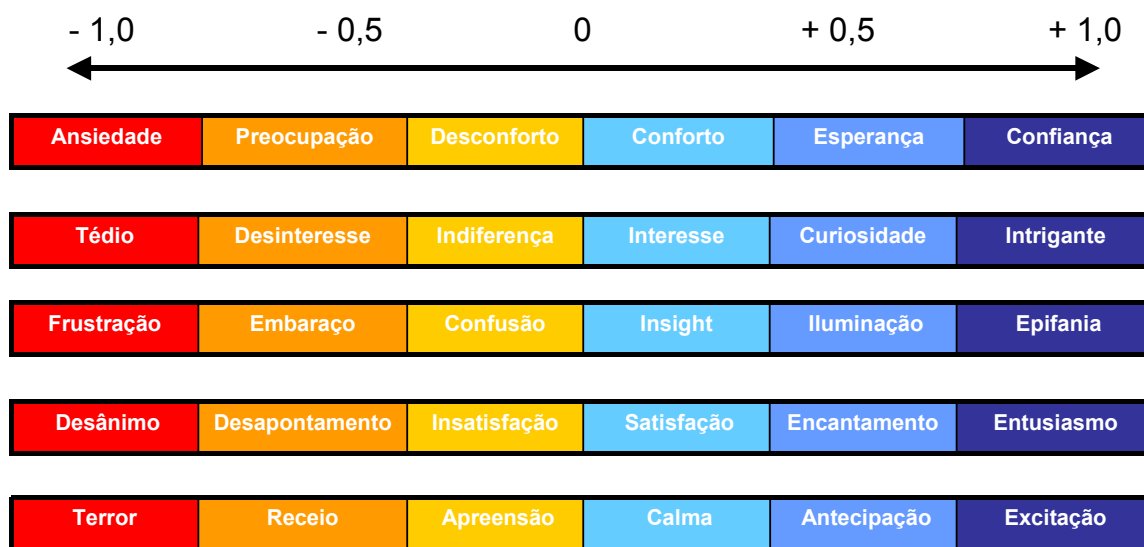 - 1,0 - 0,5 0 + 0,5 + 1,0
Ansiedade Preocupação Desconforto Conforto Esperança Confiança
Tédio Desinteresse Indiferença Interesse Curiosidade Intrigante
Frustração Embaraço Confusão Insight Iluminação Epifania
Desânimo Desapontamento Insatisfação Satisfação Encantamento Entusiasmo
Terror Receio Apreensão Calma Antecipação Excitação